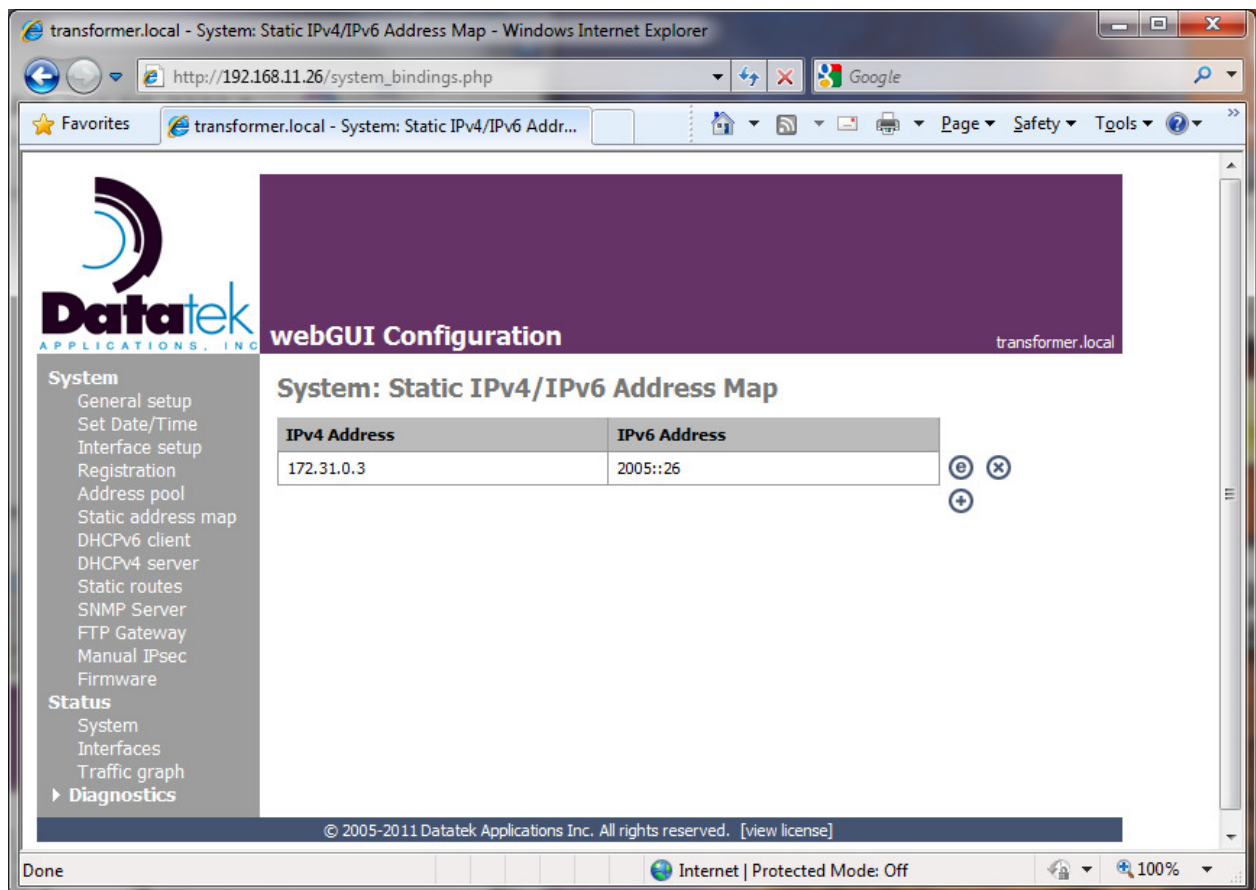 transformer.local - System: Static IPv4/IPv6 Address Map - Windows Internet Explorer
http://192.168.11.26/system_bindings.php
Google
Favorites
transformer.local - System: Static IPv4/IPv6 Addr...
Page
Safety
Tools
Datatek
APPLICATIONS, INC
webGUI Configuration
transformer.local
System
General setup
Set Date/Time
Interface setup
Registration
Address pool
Static address map
DHCPv6 client
DHCPv4 server
Static routes
SNMP Server
FTP Gateway
Manual IPsec
Firmware
Status
System
Interfaces
Traffic graph
Diagnostics
System: Static IPv4/IPv6 Address Map
IPv4 Address IPv6 Address
172.31.0.3 2005::26
© 2005-2011 Datatek Applications Inc. All rights reserved. [view license]
Done
Internet | Protected Mode: Off
100%